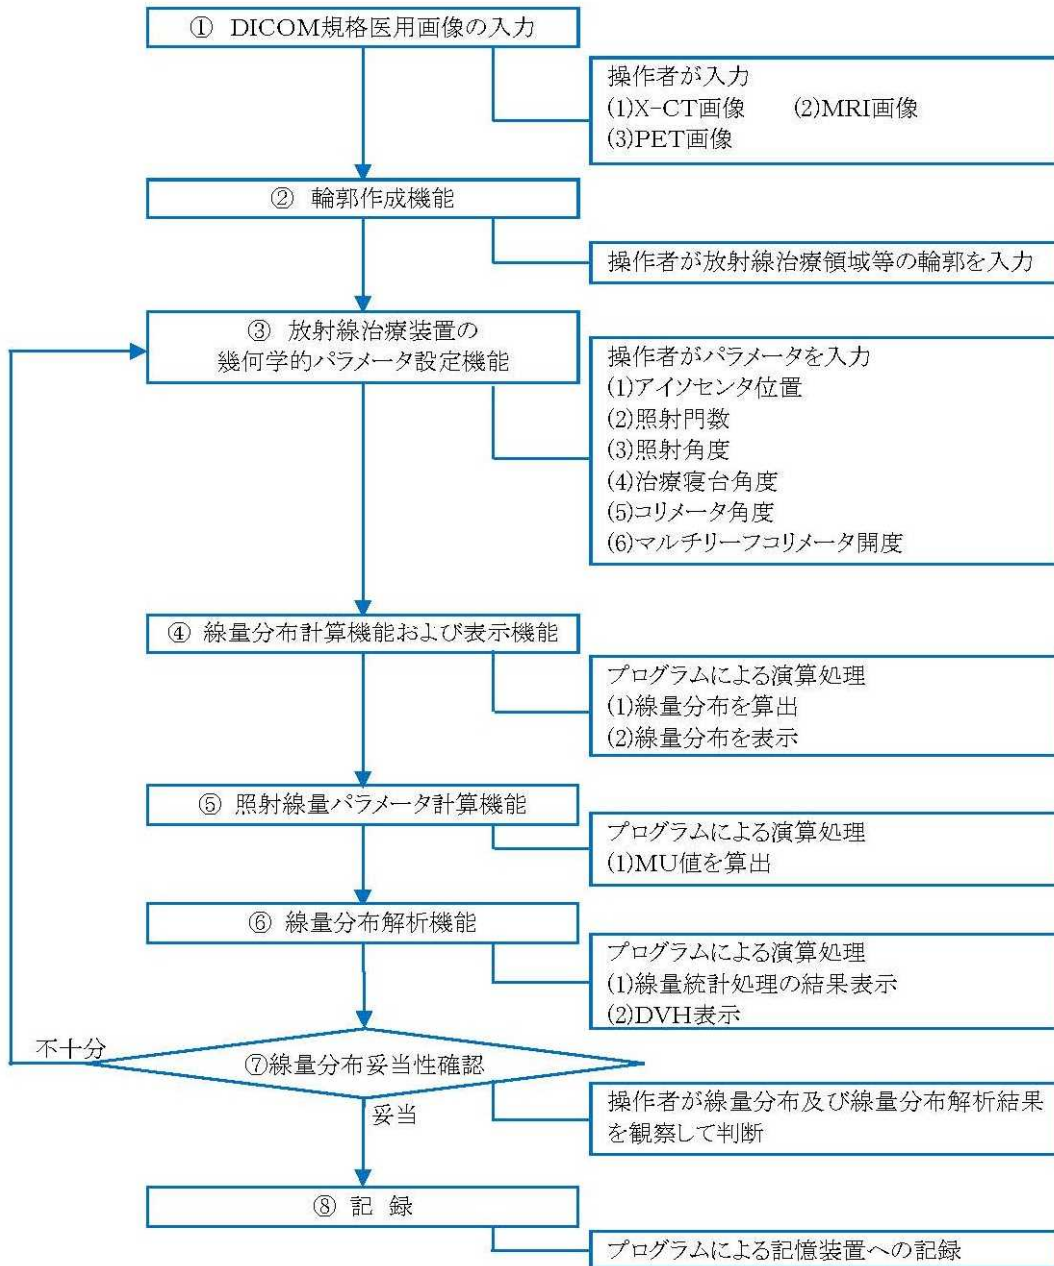 ① DICOM規格医用画像の入力
操作者が入力
(1)X-CT画像 (2)MRI画像
(3)PET画像
② 輪郭作成機能
操作者が放射線治療領域等の輪郭を入力
③ 放射線治療装置の
幾何学的パラメータ設定機能
操作者がパラメータを入力
(1)アイソセンタ位置
(2)照射門数
(3)照射角度
(4)治療寝台角度
(5)コリメータ角度
(6)マルチリーフコリメータ開度
④ 線量分布計算機能および表示機能
プログラムによる演算処理
(1)線量分布を算出
(2)線量分布を表示
⑤ 照射線量パラメータ計算機能
プログラムによる演算処理
(1)MU値を算出
⑥ 線量分布解析機能
プログラムによる演算処理
(1)線量統計処理の結果表示
(2)DVH表示
不十分
⑦線量分布妥当性確認
妥当
操作者が線量分布及び線量分布解析結果
を観察して判断
⑧ 記 録
プログラムによる記憶装置への記録